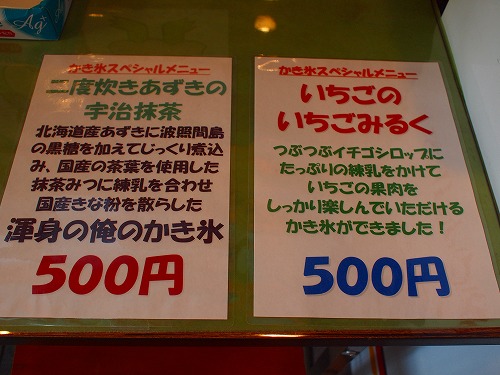 Ag+
かき氷スペシャルメニュー
二度炊きあずきの
宇治抹茶
北海道産あずきに波照間島
の黒糖を加えてじっくり煮込
み、国産の茶葉を使用した
抹茶みつに練乳を合わせ
国産きな粉を散らした
渾身の俺のかき氷
500円
かき氷スペシャルメニュー
いちごの
いちごみるく
つぶつぶイチゴシロップに
たっぷりの練乳をかけて
いちごの果肉を
しっかり楽しんでいただける
かき氷ができました!
500円